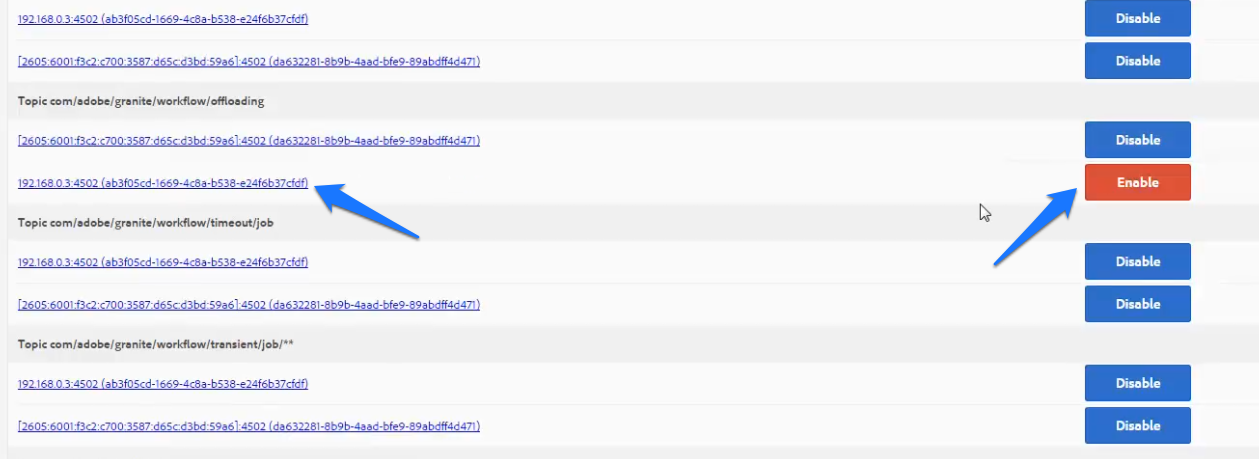 192.168.0.3:4502 (ab3f05cd-1669-4c8a-b538-e24f6b37cfdf) Disable
[2605:6001:f3c2:c700:3587:d65c:d3bd:59a6]:4502 (da632281-8b9b-4aad-bfe9-89abdff4d471) Disable
Topic com/adobe/granite/workflow/offloading
[2605:6001:f3c2:c700:3587:d65c:d3bd:59a6]:4502 (da632281-8b9b-4aad-bfe9-89abdff4d471) Disable
192.168.0.3:4502 (ab3f05cd-1669-4c8a-b538-e24f6b37cfdf) Enable
Topic com/adobe/granite/workflow/timeout/job
192.168.0.3:4502 (ab3f05cd-1669-4c8a-b538-e24f6b37cfdf) Disable
[2605:6001:f3c2:c700:3587:d65c:d3bd:59a6]:4502 (da632281-8b9b-4aad-bfe9-89abdff4d471) Disable
Topic com/adobe/granite/workflow/transient/job/**
192.168.0.3:4502 (ab3f05cd-1669-4c8a-b538-e24f6b37cfdf) Disable
[2605:6001:f3c2:c700:3587:d65c:d3bd:59a6]:4502 (da632281-8b9b-4aad-bfe9-89abdff4d471) Disable